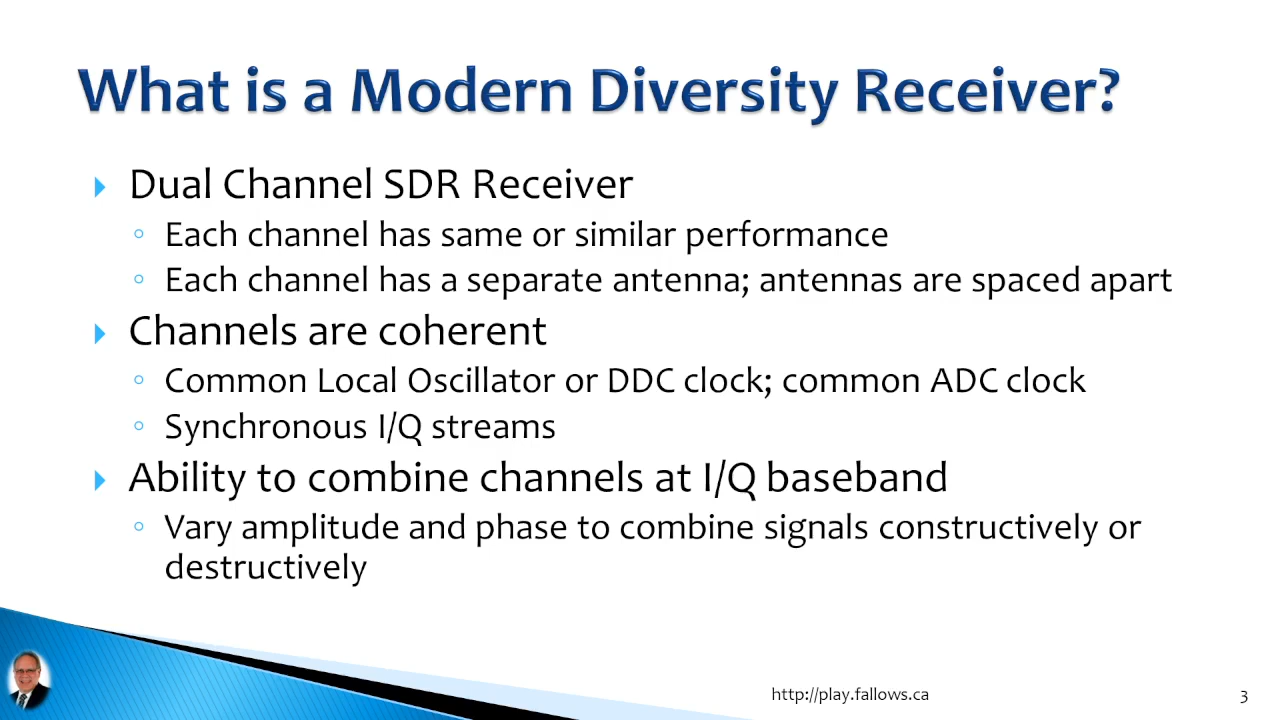 What is a Modern Diversity Receiver?
Dual Channel SDR Receiver
Each channel has same or similar performance
Each channel has a separate antenna; antennas are spaced apart
Channels are coherent
Common Local Oscillator or DDC clock; common ADC clock
Synchronous I/Q streams
Ability to combine channels at I/Q baseband
Vary amplitude and phase to combine signals constructively or
destructively
http://play.fallows.ca
3